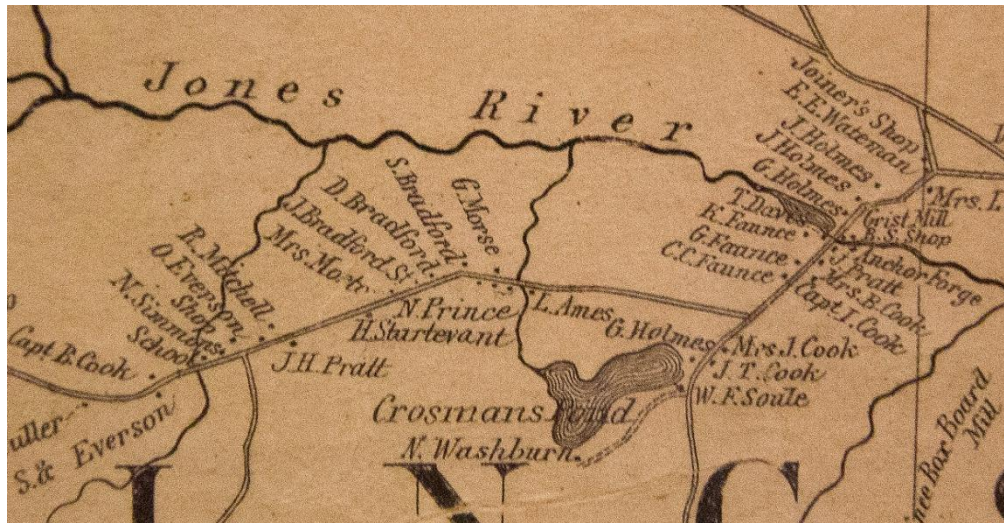 Jones River
Joiner's Shop
E.E. Wateman
J. Holmes
J. Holmes
G. Holmes
T. Davis
K. Faunce
G. Faunce
C.C. Faunce
Mrs.
Grist Mill
Shop
Anchor Forge
J. Pratt
Mrs. B. Cook
Capt I. Cook
G. Morse
S. Bradford
D. Bradford
J. Bradford St.
Mrs.
R. Mitchell
O. Everson
Shop
N. Simmons
School
Capt B. Cook
N. Prince
H. Sturtevant
L. Ames
G. Holmes
Mrs J. Cook
J.T. Cook
W.F. Soule
J.H. Pratt
Crosmans Pond
N. Washburn
S. & Everson
Box Board
Mill
I N G S